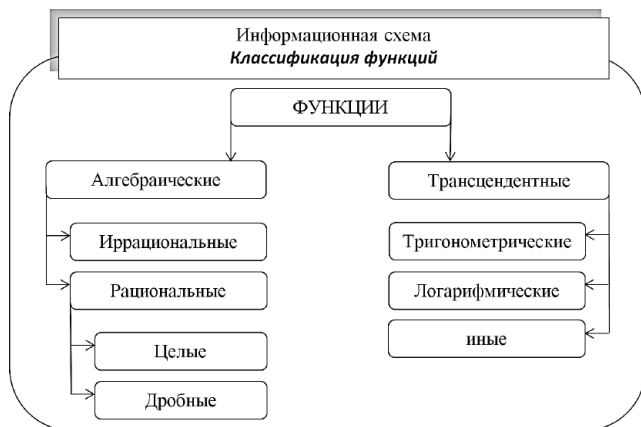 Информационная схема
Классификация функций
ФУНКЦИИ
Алгебраические
Иррациональные
Рациональные
Целые
Дробные
Трансцендентные
Тригонометрические
Логарифмические
иные